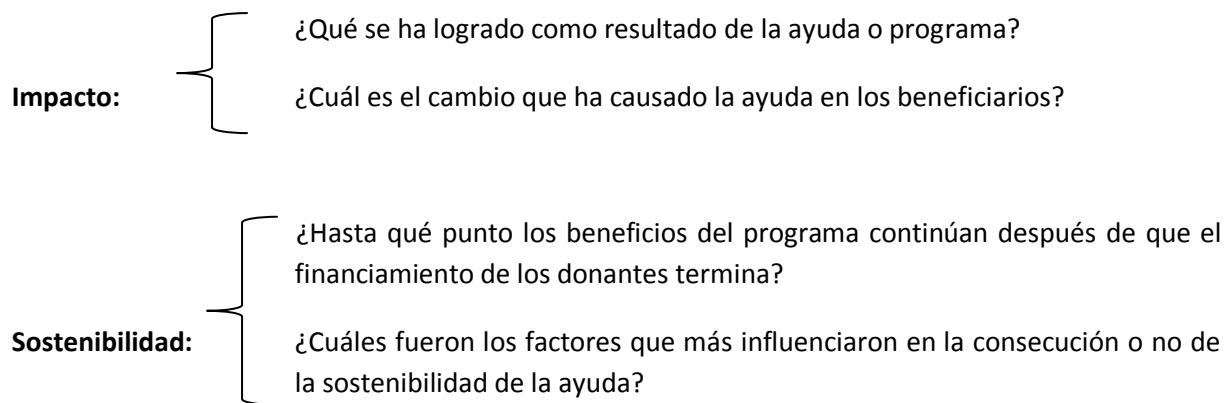 ¿Qué se ha logrado como resultado de la ayuda o programa?
Impacto:
¿Cuál es el cambio que ha causado la ayuda en los beneficiarios?
¿Hasta qué punto los beneficios del programa continúan después de que el
financiamiento de los donantes termina?
Sostenibilidad:
¿Cuáles fueron los factores que más influenciaron en la consecución o no de
la sostenibilidad de la ayuda?